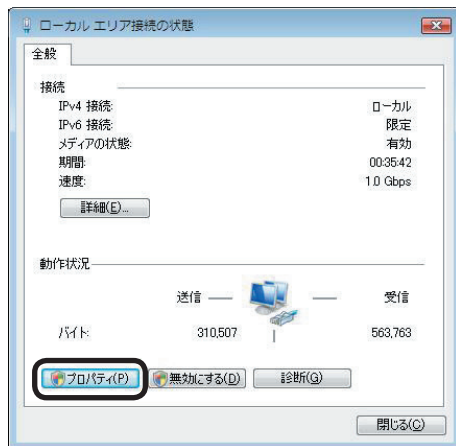 ローカル エリア接続の状態
全般
接続
IPv4 接続: ローカル
IPv6 接続: 限定
メディアの状態: 有効
期間: 00:35:42
速度: 1.0 Gbps
詳細(E)...
動作状況
送信 — — 受信
バイト: 310,507 563,763
プロパティ(P) 無効にする(D) 診断(G)
閉じる(C)